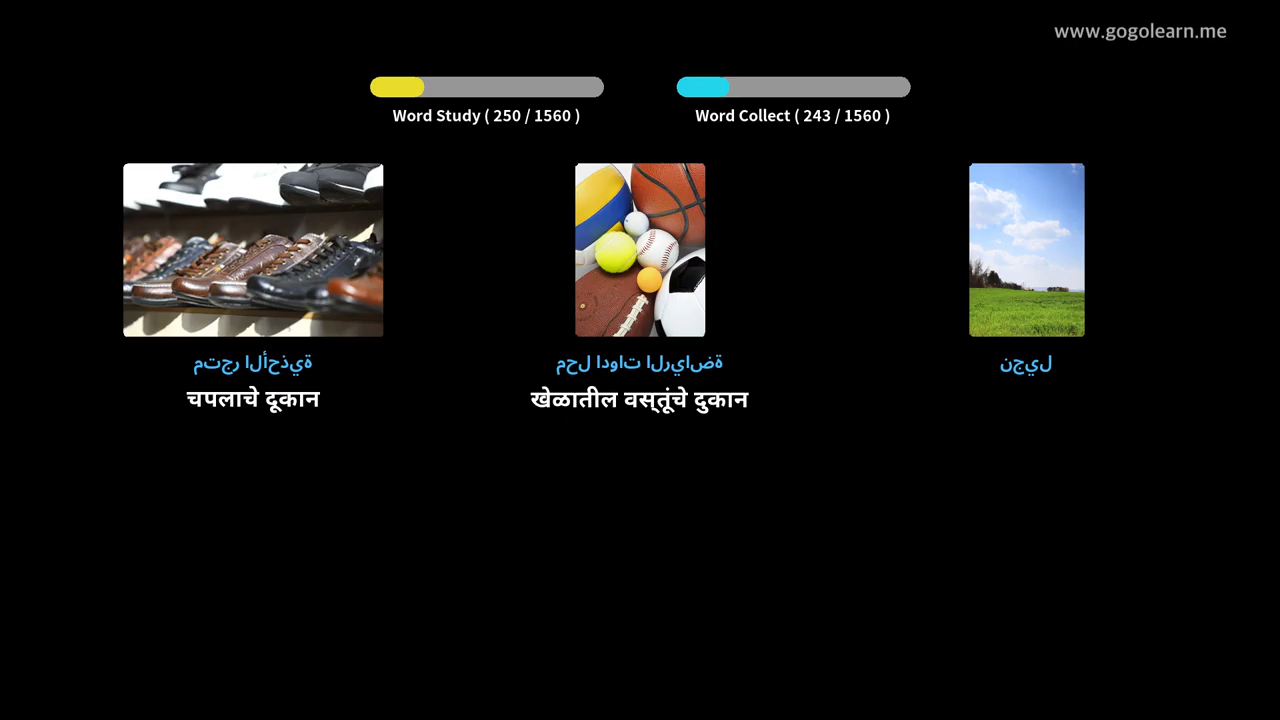 www.gogolearn.me
Word Study ( 250 / 1560 )
Word Collect ( 243 / 1560 )
متجر الأحذية
محل ادوات الرياضة
نجيل
चपलाचे दूकान
खेळातील वस्तूंचे दुकान